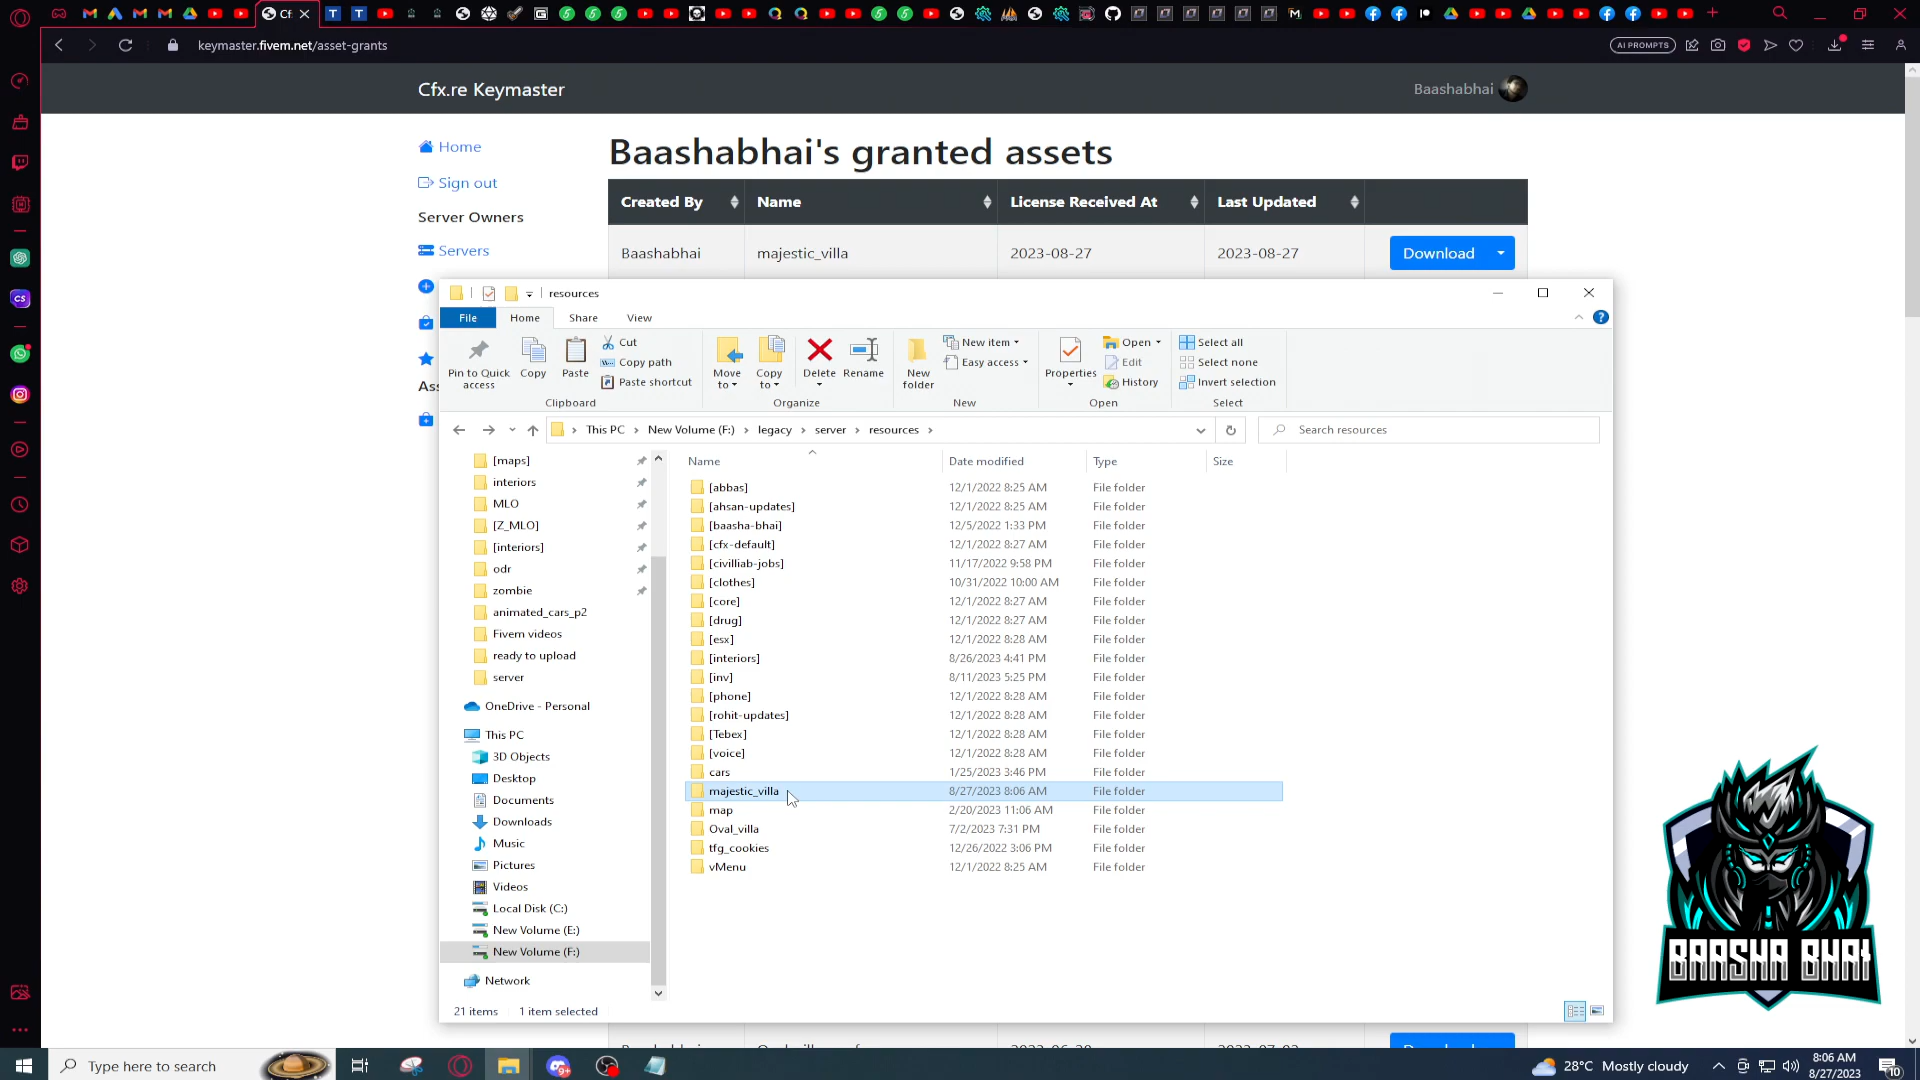 Cf
keymaster.fivem.net/asset-grants
AI PROMPTS
Cfx.re Keymaster
Baashabhai
Home
Sign out
Server Owners
Servers
Baashabhai's granted assets
Created By
Name
License Received At
Last Updated
Baashabhai
majestic_villa
2023-08-27
2023-08-27
Download
resources
File
Home
Share
View
Pin to Quick access
Copy
Paste
Cut
Copy path
Paste shortcut
Clipboard
Move to
Copy to
Delete
Rename
Organize
New folder
New item
Easy access
New
Properties
Open
Edit
History
Open
Select all
Select none
Invert selection
Select
This PC > New Volume (F:) > legacy > server > resources >
Search resources
[maps]
interiors
MLO
[Z_MLO]
[interiors]
odr
zombie
animated_cars_p2
Fivem videos
ready to upload
server
OneDrive - Personal
This PC
3D Objects
Desktop
Documents
Downloads
Music
Pictures
Videos
Local Disk (C:)
New Volume (E:)
New Volume (F:)
Network
Name Date modified Type Size
[abbas] 12/1/2022 8:25 AM File folder
[ahsan-updates] 12/1/2022 8:25 AM File folder
[baasha-bhai] 12/5/2022 1:33 PM File folder
[cfx-default] 12/1/2022 8:27 AM File folder
[civilliab-jobs] 11/17/2022 9:58 PM File folder
[clothes] 10/31/2022 10:00 AM File folder
[core] 12/1/2022 8:27 AM File folder
[drug] 12/1/2022 8:27 AM File folder
[esx] 12/1/2022 8:28 AM File folder
[interiors] 8/26/2023 4:41 PM File folder
[inv] 8/11/2023 5:25 PM File folder
[phone] 12/1/2022 8:28 AM File folder
[rohit-updates] 12/1/2022 8:28 AM File folder
[Tebex] 12/1/2022 8:28 AM File folder
[voice] 12/1/2022 8:28 AM File folder
cars 1/25/2023 3:46 PM File folder
majestic_villa 8/27/2023 8:06 AM File folder
map 2/20/2023 11:06 AM File folder
Oval_villa 7/2/2023 7:31 PM File folder
tfg_cookies 12/26/2022 3:06 PM File folder
vMenu 12/1/2022 8:25 AM File folder
21 items 1 item selected
BAASHA BHAI
Type here to search
28°C Mostly cloudy
8:06 AM
8/27/2023
10